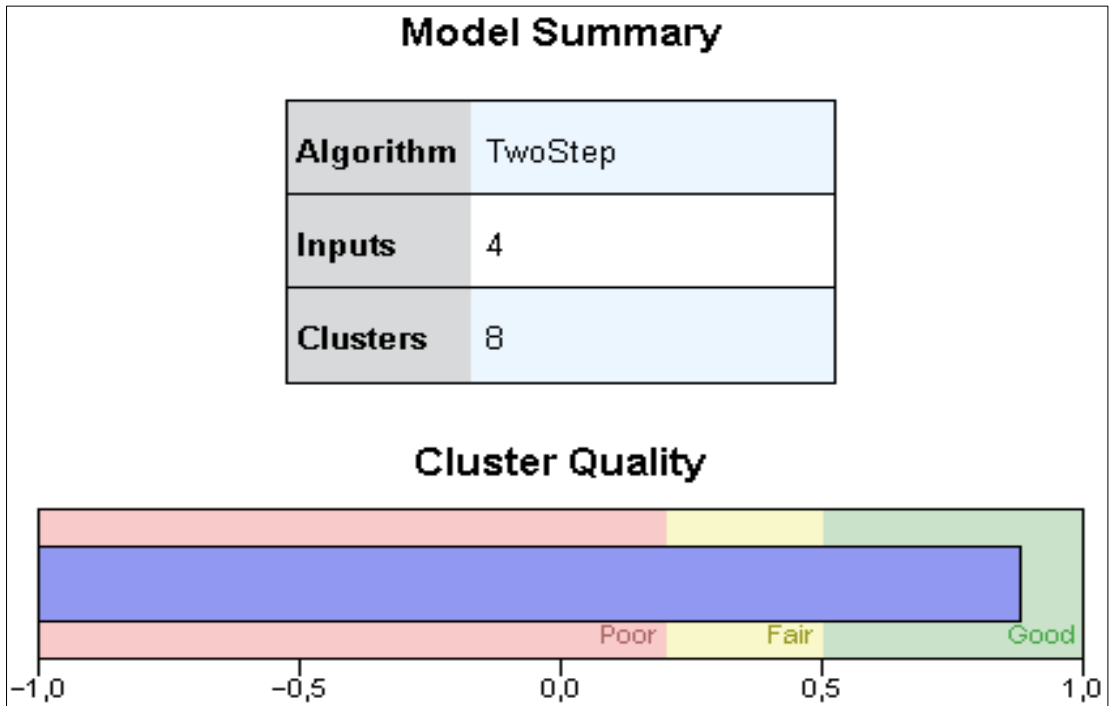 Model Summary
Algorithm TwoStep
Inputs 4
Clusters 8
Cluster Quality
Poor Fair Good
−1,0 −0,5 0,0 0,5 1,0